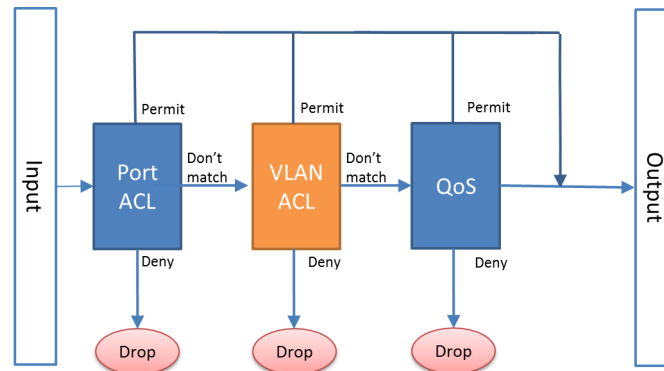 Input
Permit
Permit
Permit
Port
ACL
Don't
match
VLAN
ACL
Don't
match
QoS
Output
Deny
Deny
Deny
Drop
Drop
Drop